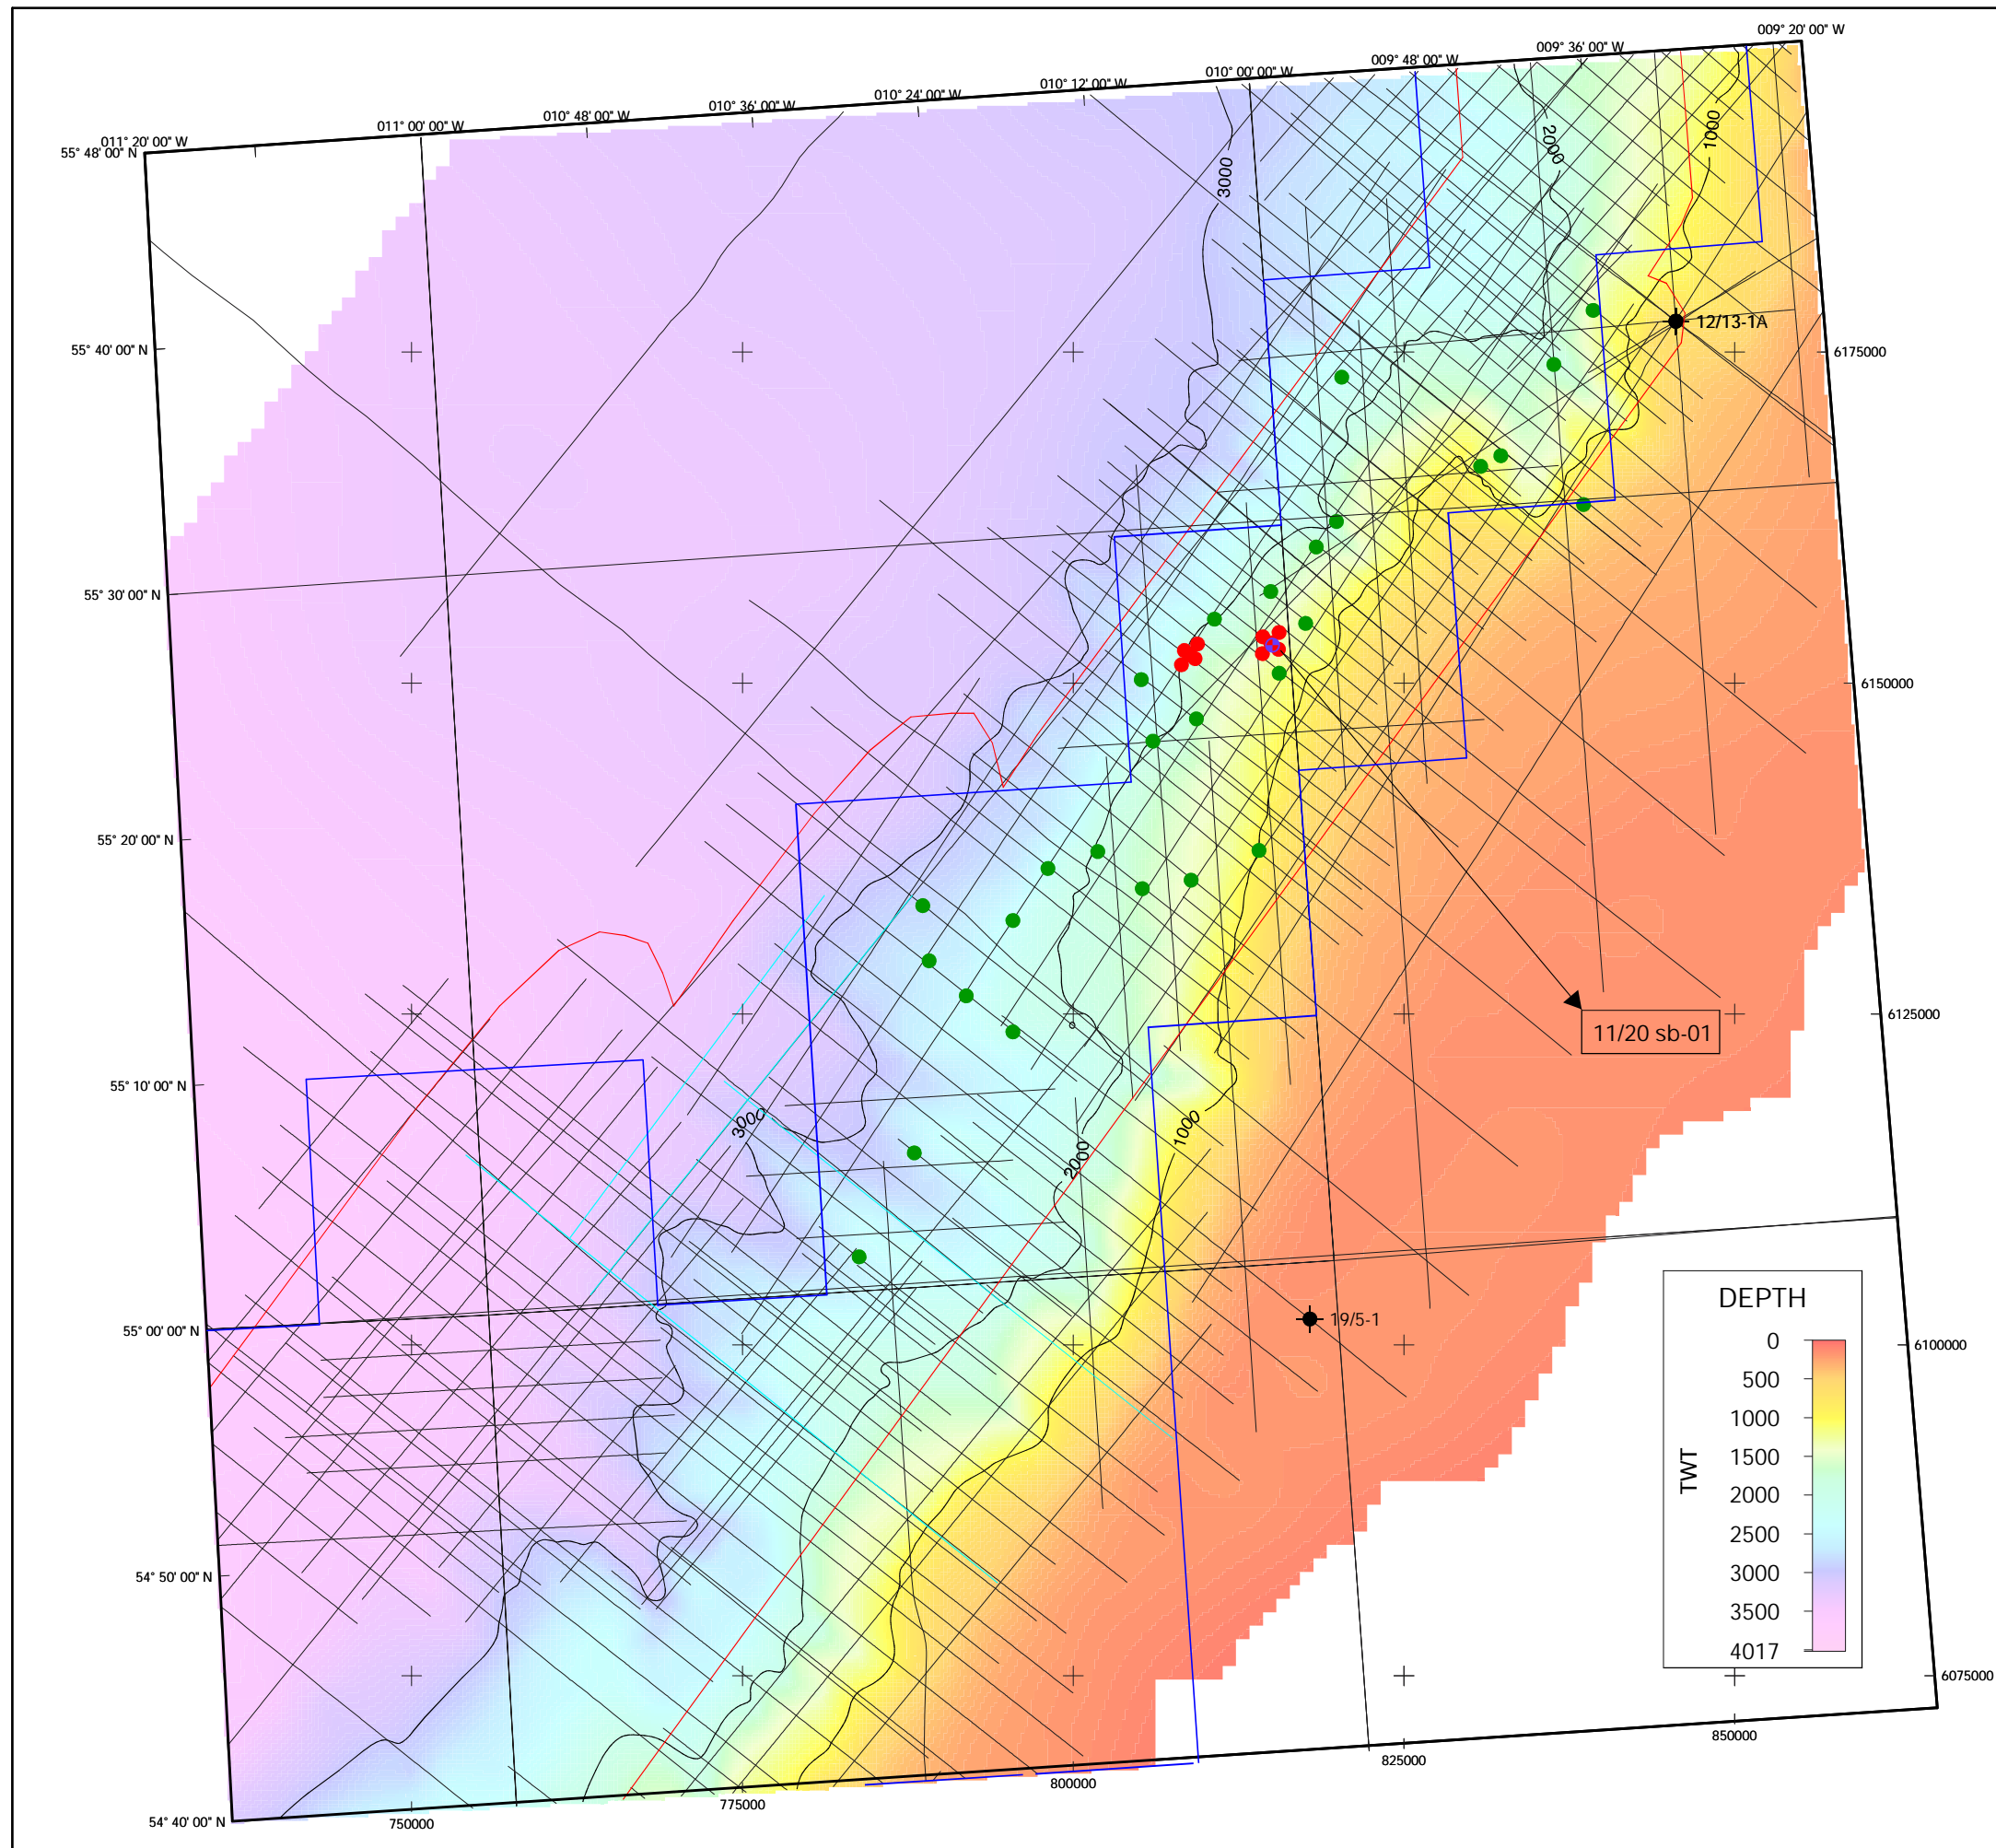 009° 20' 00" W
009° 36' 00" W
009° 48' 00" W
010° 00' 00" W
010° 12' 00" W
010° 24' 00" W
010° 36' 00" W
010° 48' 00" W
011° 00' 00" W
011° 20' 00" W
55° 48' 00" N
1000
2000
3000
12/13-1A
55° 40' 00" N
6175000
55° 30' 00" N
6150000
55° 20' 00" N
6125000
11/20 sb-01
55° 10' 00" N
3000
1000
2000
DEPTH
19/5-1
55° 00' 00" N
0
6100000
500
1000
1500
TWT
2000
2500
54° 50' 00" N
3000
3500
4017
6075000
850000
825000
800000
775000
54° 40' 00" N
750000